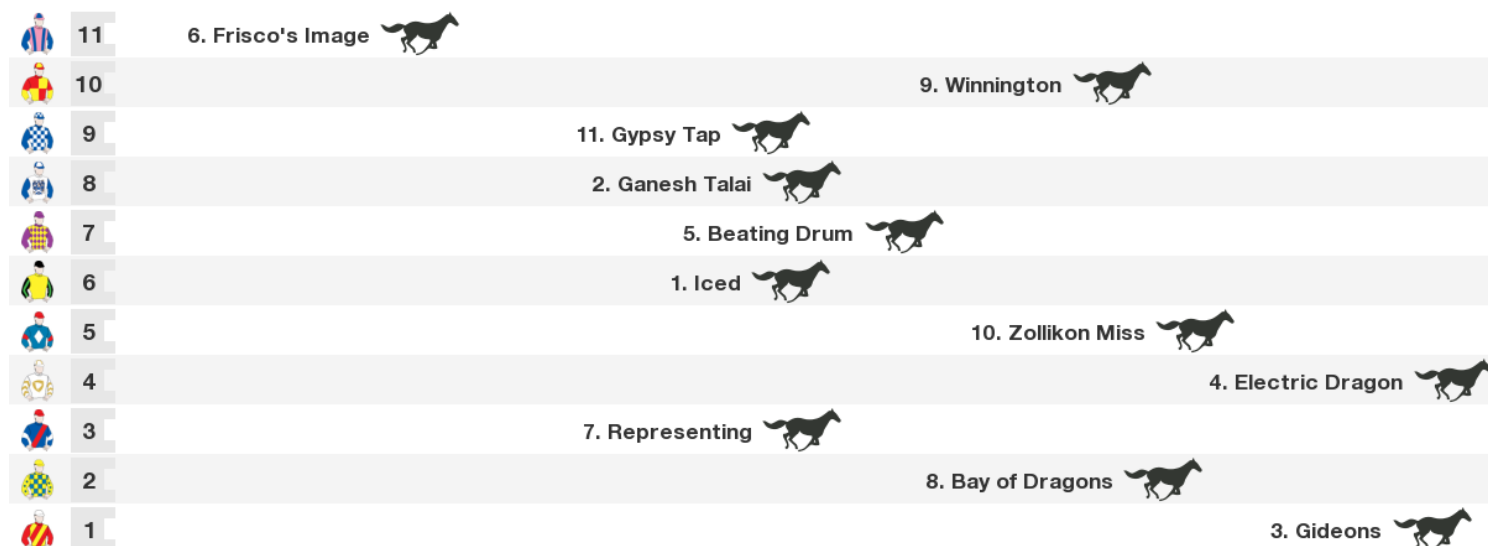 11 6. Frisco's Image
10 9. Winnington
9 11. Gypsy Tap
8 2. Ganesh Talai
7 5. Beating Drum
6 1. Iced
5 10. Zollikon Miss
4 4. Electric Dragon
3 7. Representing
2 8. Bay of Dragons
1 3. Gideons